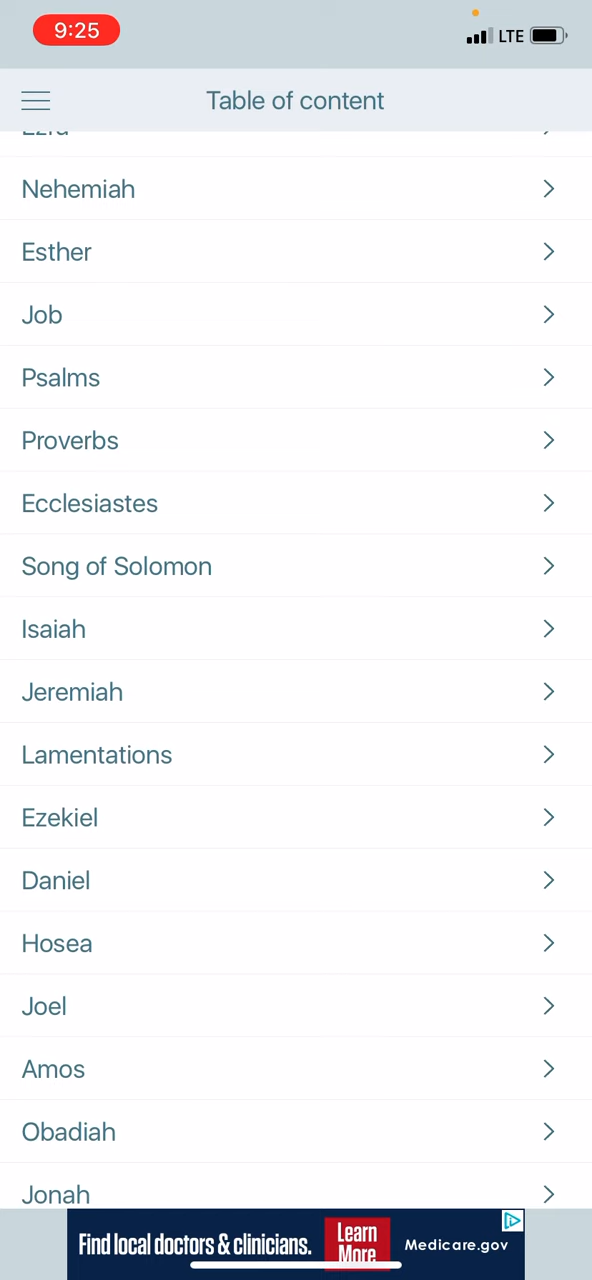 9:25
LTE
Table of content
Ezra
Nehemiah
Esther
Job
Psalms
Proverbs
Ecclesiastes
Song of Solomon
Isaiah
Jeremiah
Lamentations
Ezekiel
Daniel
Hosea
Joel
Amos
Obadiah
Jonah
Find local doctors & clinicians.
Learn
More
Medicare.gov